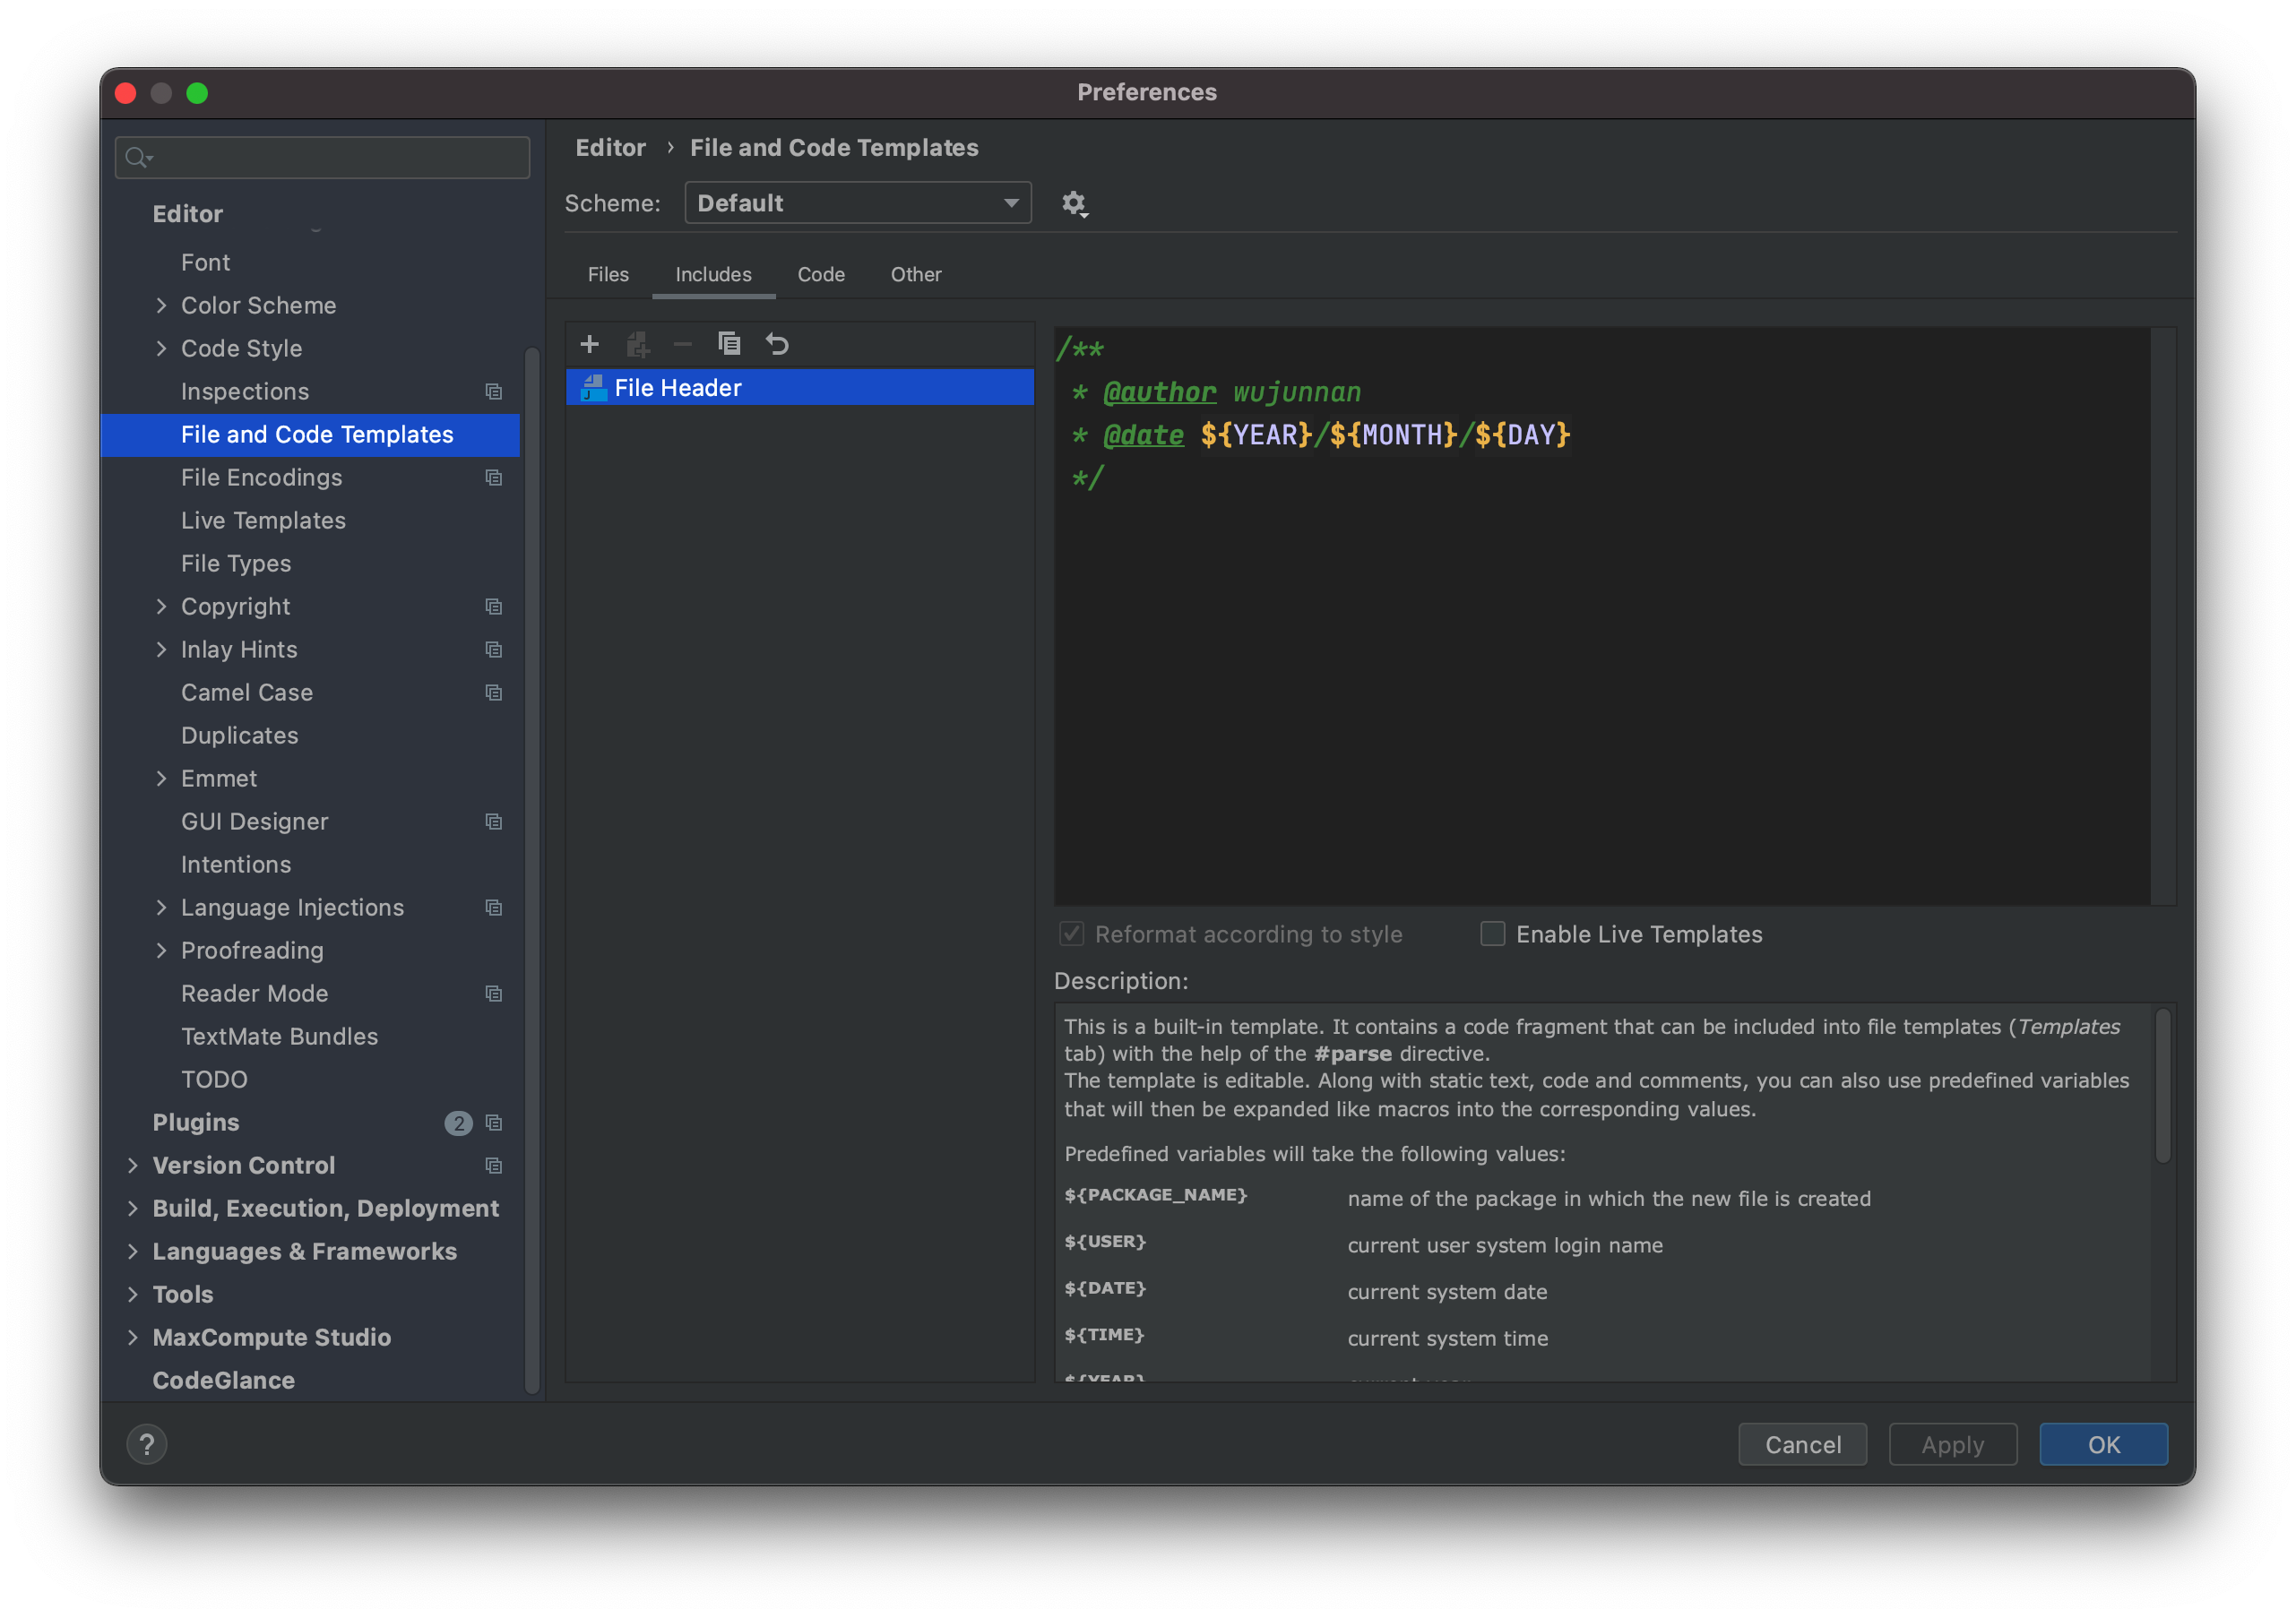 Preferences
Editor
Font
Color Scheme
Code Style
Inspections
File and Code Templates
File Encodings
Live Templates
File Types
Copyright
Inlay Hints
Camel Case
Duplicates
Emmet
GUI Designer
Intentions
Language Injections
Proofreading
Reader Mode
TextMate Bundles
TODO
Plugins 2
Version Control
Build, Execution, Deployment
Languages & Frameworks
Tools
MaxCompute Studio
CodeGlance
Editor › File and Code Templates
Scheme: Default
Files Includes Code Other
File Header
/**
* @author wujunnan
* @date ${YEAR}/${MONTH}/${DAY}
*/
Reformat according to style Enable Live Templates
Description:
This is a built-in template. It contains a code fragment that can be included into file templates (Templates
tab) with the help of the #parse directive.
The template is editable. Along with static text, code and comments, you can also use predefined variables
that will then be expanded like macros into the corresponding values.
Predefined variables will take the following values:
${PACKAGE_NAME} name of the package in which the new file is created
${USER} current user system login name
${DATE} current system date
${TIME} current system time
${YEAR}
? Cancel Apply OK